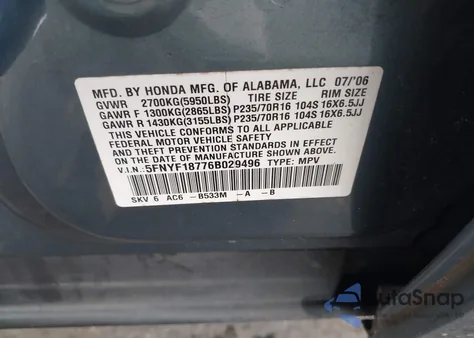 MFD. BY HONDA MFG. OF ALABAMA, LLC 07/'06
GVWR 2700KG(5950LBS) TIRE SIZE RIM SIZE
GAWR F 1300KG(2865LBS) P235/70R16 104S 16X6.5JJ
GAWR R 1430KG(3155LBS) P235/70R16 104S 16X6.5JJ
THIS VEHICLE CONFORMS TO ALL APPLICABLE
FEDERAL MOTOR VEHICLE SAFETY STANDARDS IN
EFFECT ON THE DATE OF MANUFACTURE SHOWN ABOVE.
V.I.N.: 5FNYF18776B029496 TYPE: MPV
SKV 6 AC6 -B533M -A -B
AutoSnap